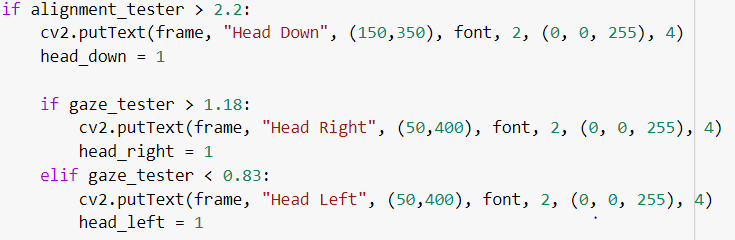 if alignment_tester > 2.2:
    cv2.putText(frame, "Head Down", (150,350), font, 2, (0, 0, 255), 4)
    head_down = 1

    if gaze_tester > 1.18:
        cv2.putText(frame, "Head Right", (50,400), font, 2, (0, 0, 255), 4)
        head_right = 1
    elif gaze_tester < 0.83:
        cv2.putText(frame, "Head Left", (50,400), font, 2, (0, 0, 255), 4)
        head_left = 1